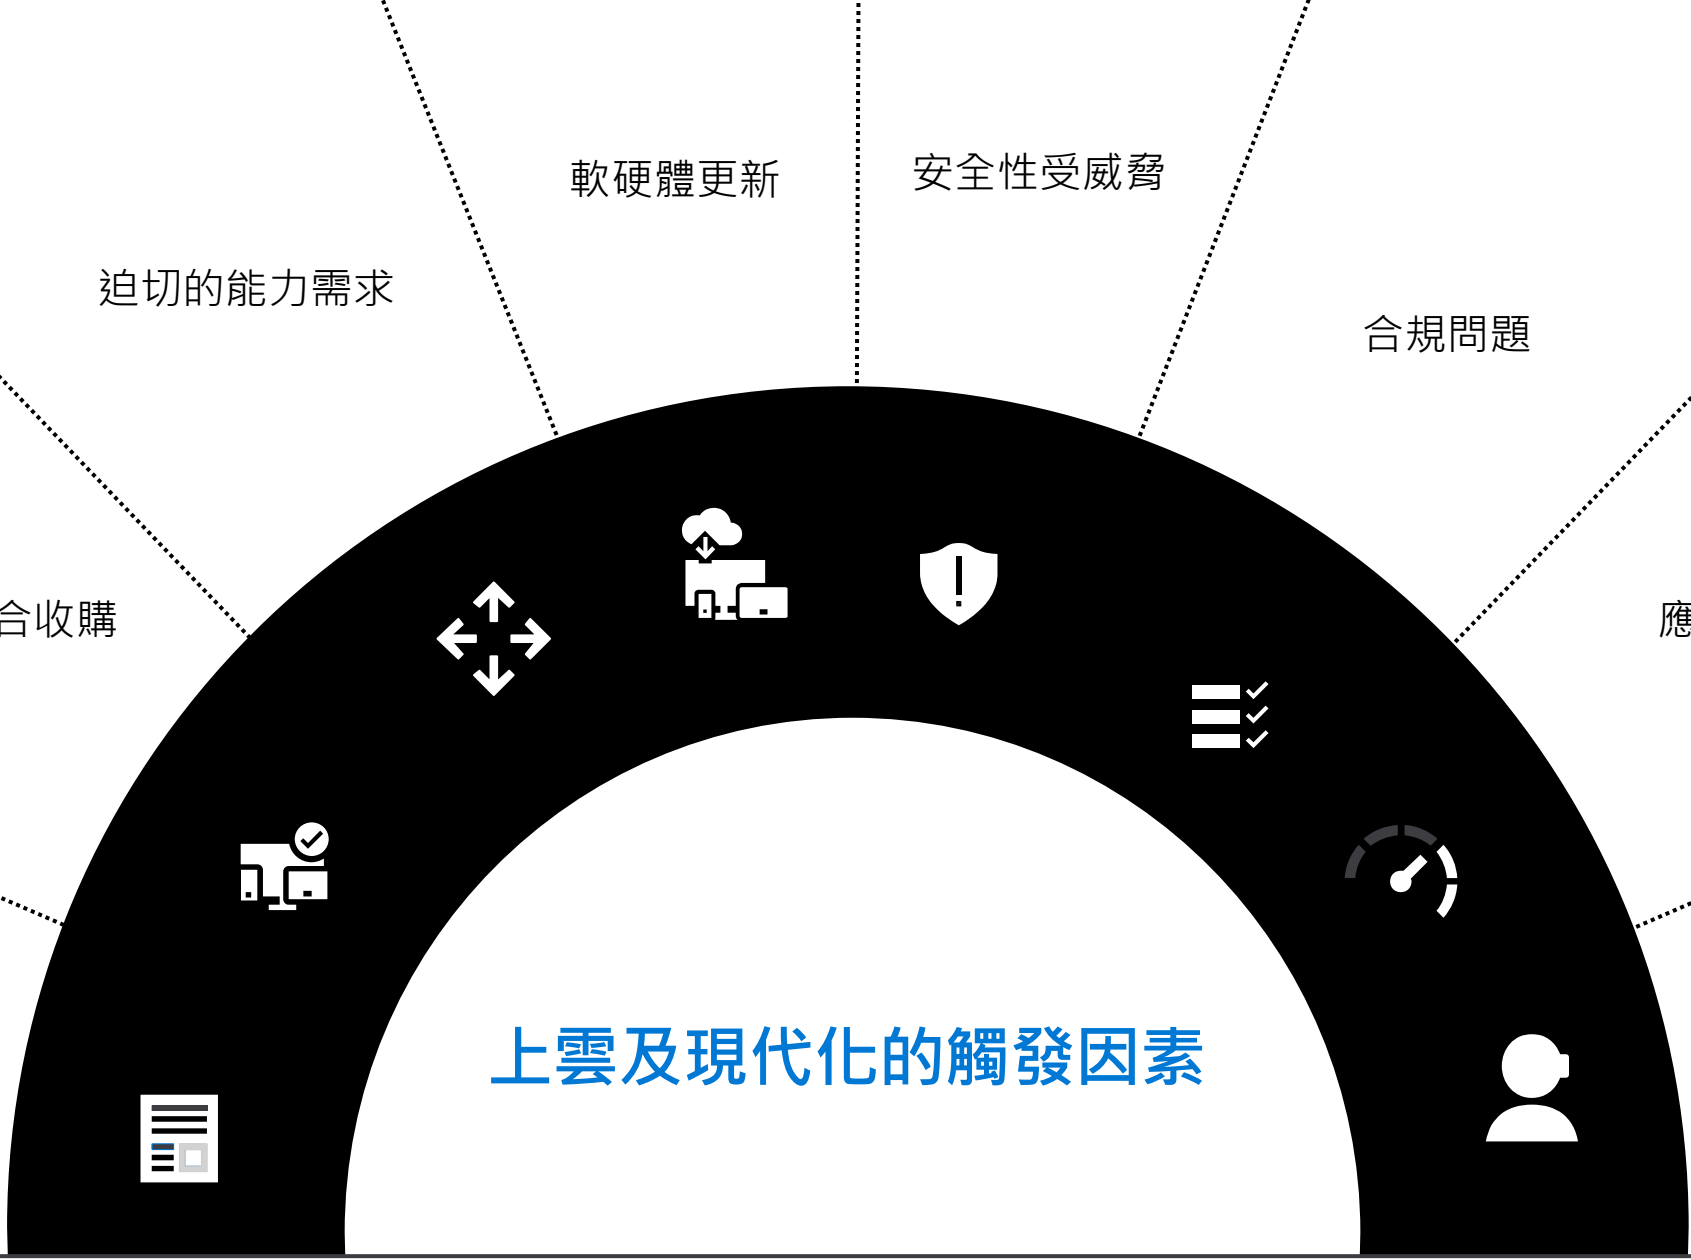 軟硬體更新
安全性受威脅
迫切的能力需求
合規問題
合收購
應
上雲及現代化的觸發因素